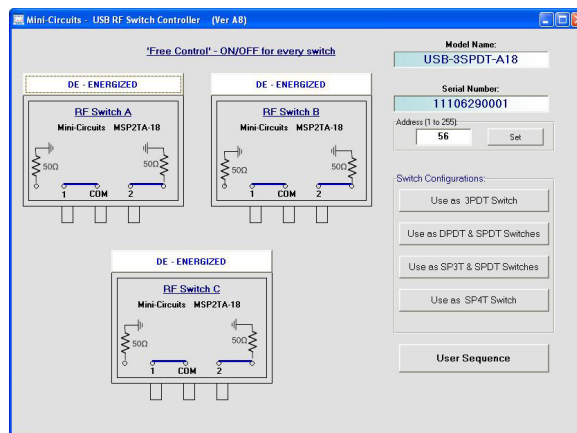 Mini-Circuits - USB RF Switch Controller (Ver A8)
'Free Control' - ON/OFF for every switch
Model Name:
USB-3SPDT-A18
Serial Number:
11106290001
Address (1 to 255):
56 Set
DE - ENERGIZED
RF Switch A
Mini-Circuits MSP2TA-18
50Ω 50Ω
1 COM 2
DE - ENERGIZED
RF Switch B
Mini-Circuits MSP2TA-18
50Ω 50Ω
1 COM 2
DE - ENERGIZED
RF Switch C
Mini-Circuits MSP2TA-18
50Ω 50Ω
1 COM 2
Switch Configurations:
Use as 3PDT Switch
Use as DPDT & SPDT Switches
Use as SP3T & SPDT Switches
Use as SP4T Switch
User Sequence